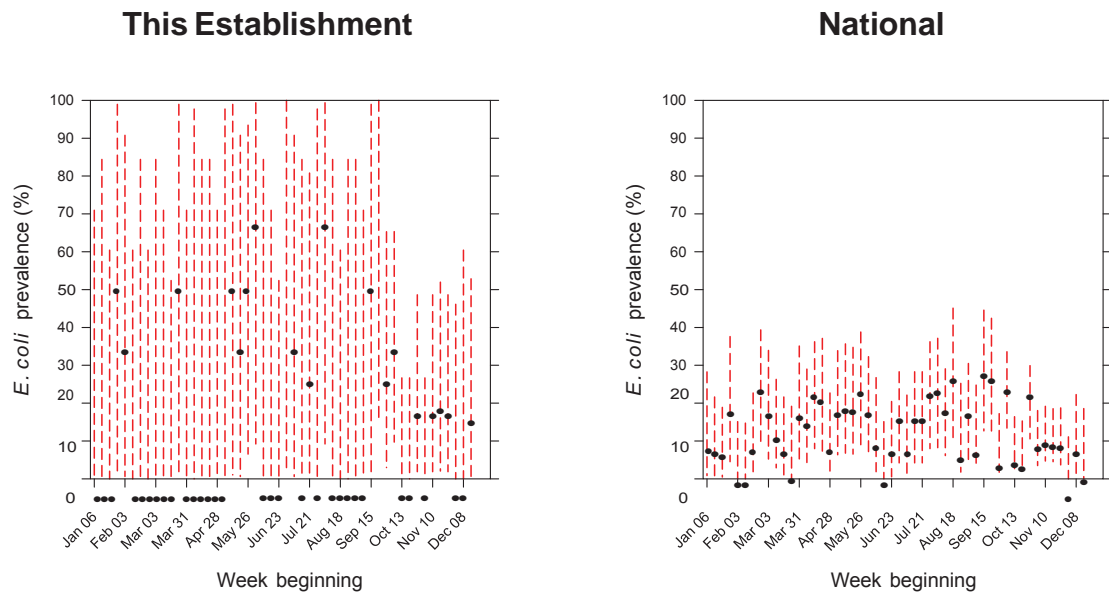 This Establishment
E. coli prevalence (%)
100
90
80
70
60
50
40
30
20
10
0
Jan 06
Feb 03
Mar 03
Mar 31
Apr 28
May 26
Jun 23
Jul 21
Aug 18
Sep 15
Oct 13
Nov 10
Dec 08
Week beginning
National
E. coli prevalence (%)
100
90
80
70
60
50
40
30
20
10
0
Jan 06
Feb 03
Mar 03
Mar 31
Apr 28
May 26
Jun 23
Jul 21
Aug 18
Sep 15
Oct 13
Nov 10
Dec 08
Week beginning